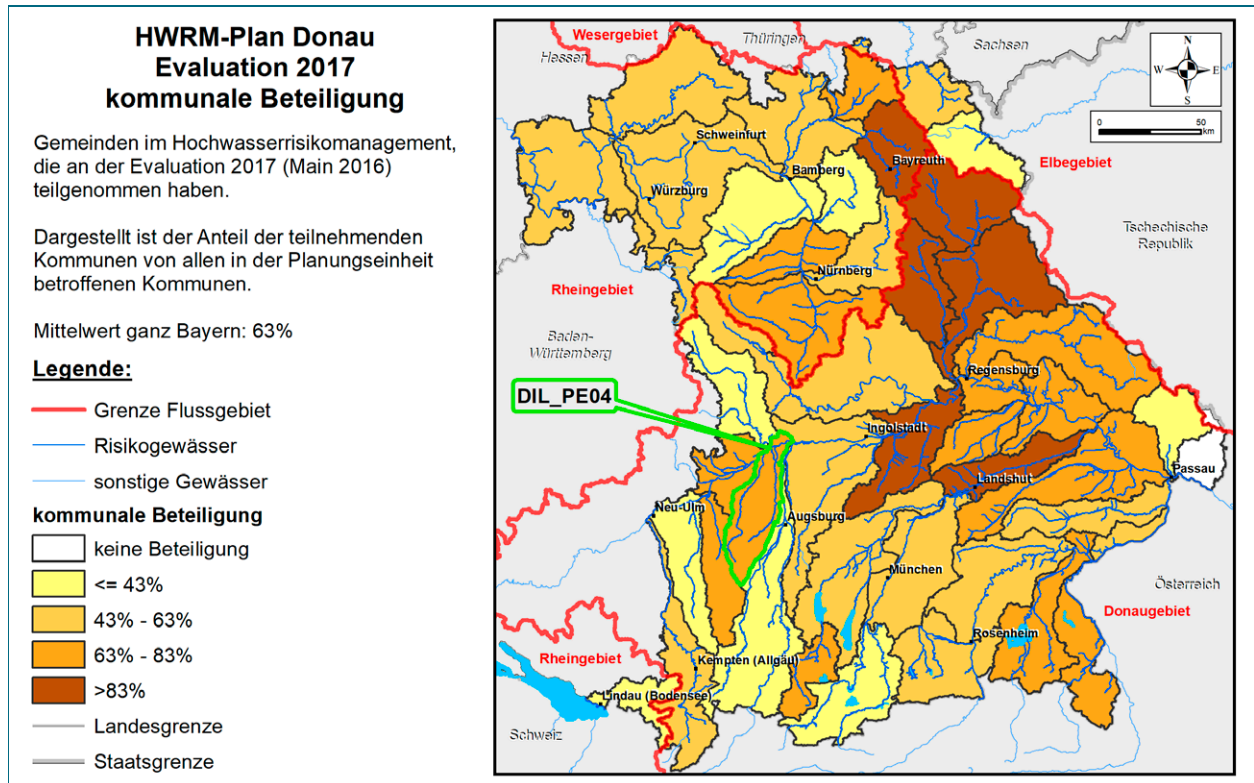 HWRM-Plan Donau
Evaluation 2017
kommunale Beteiligung
Gemeinden im Hochwasserrisikomanagement,
die an der Evaluation 2017 (Main 2016)
teilgenommen haben.
Dargestellt ist der Anteil der teilnehmenden
Kommunen von allen in der Planungseinheit
betroffenen Kommunen.
Mittelwert ganz Bayern: 63%
Legende:
Grenze Flussgebiet
Risikogewässer
sonstige Gewässer
kommunale Beteiligung
keine Beteiligung
<= 43%
43% - 63%
63% - 83%
>83%
Landesgrenze
Staatsgrenze
Wesergebiet
Thüringen
Sachsen
Hessen
N
W E
S
0 50
km
Schweinfurt
Bayreuth
Bamberg
Elbegebiet
Würzburg
Tschechische
Republik
Nürnberg
Rheingebiet
Baden-
Württemberg
Regensburg
DIL_PE04
Ingolstadt
Passau
Landshut
Neu-Ulm
Augsburg
München
Österreich
Donaugebiet
Rosenheim
Rheingebiet
Kempten (Allgäu)
Lindau (Bodensee)
Schweiz